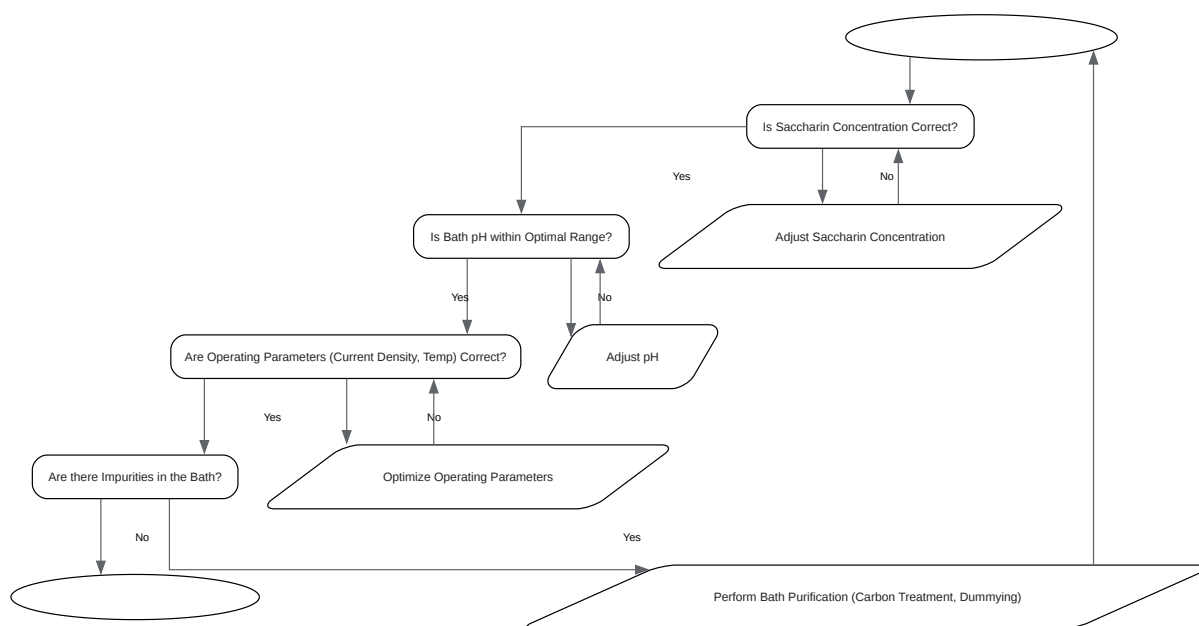 Is Saccharin Concentration Correct?
Yes
No
Is Bath pH within Optimal Range?
Adjust Saccharin Concentration
Yes
No
Are Operating Parameters (Current Density, Temp) Correct?
Adjust pH
Yes
No
Are there Impurities in the Bath?
Optimize Operating Parameters
No
Yes
Perform Bath Purification (Carbon Treatment, Dummying)